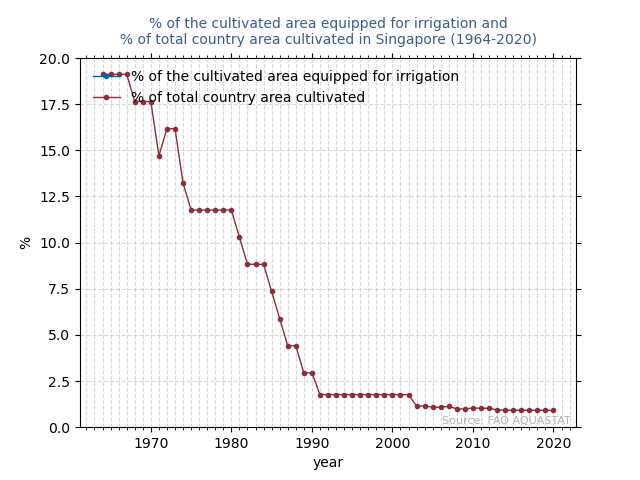 % of the cultivated area equipped for irrigation and
% of total country area cultivated in Singapore (1964-2020)
20.0
17.5
15.0
12.5
10.0
7.5
5.0
2.5
0.0
%
% of the cultivated area equipped for irrigation
% of total country area cultivated
Source: FAO AQUASTAT
1970
1980
1990
2000
2010
2020
year